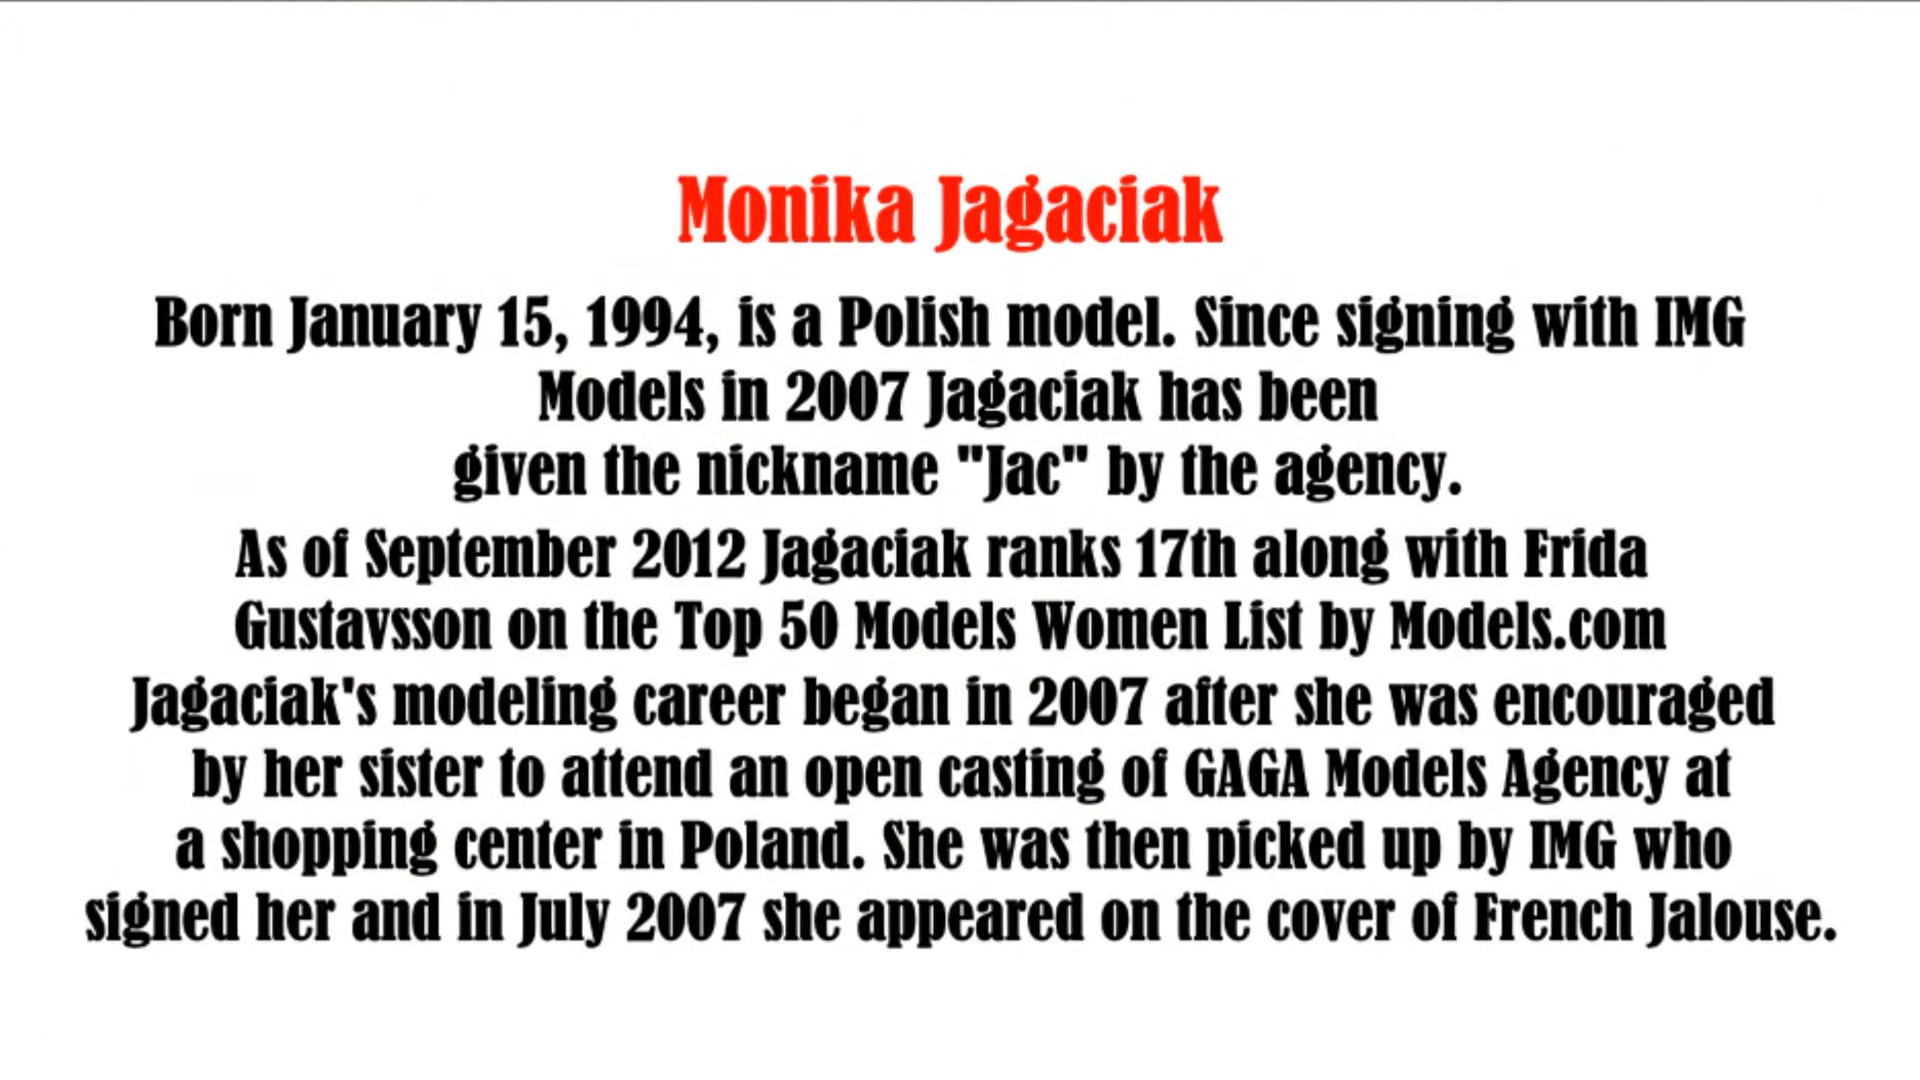 Monika Jagaciak
Born January 15, 1994, is a Polish model. Since signing with IMG
Models in 2007 Jagaciak has been
given the nickname "Jac" by the agency.
As of September 2012 Jagaciak ranks 17th along with Frida
Gustavsson on the Top 50 Models Women List by Models.com
Jagaciak's modeling career began in 2007 after she was encouraged
by her sister to attend an open casting of GAGA Models Agency at
a shopping center in Poland. She was then picked up by IMG who
signed her and in July 2007 she appeared on the cover of French Jalouse.